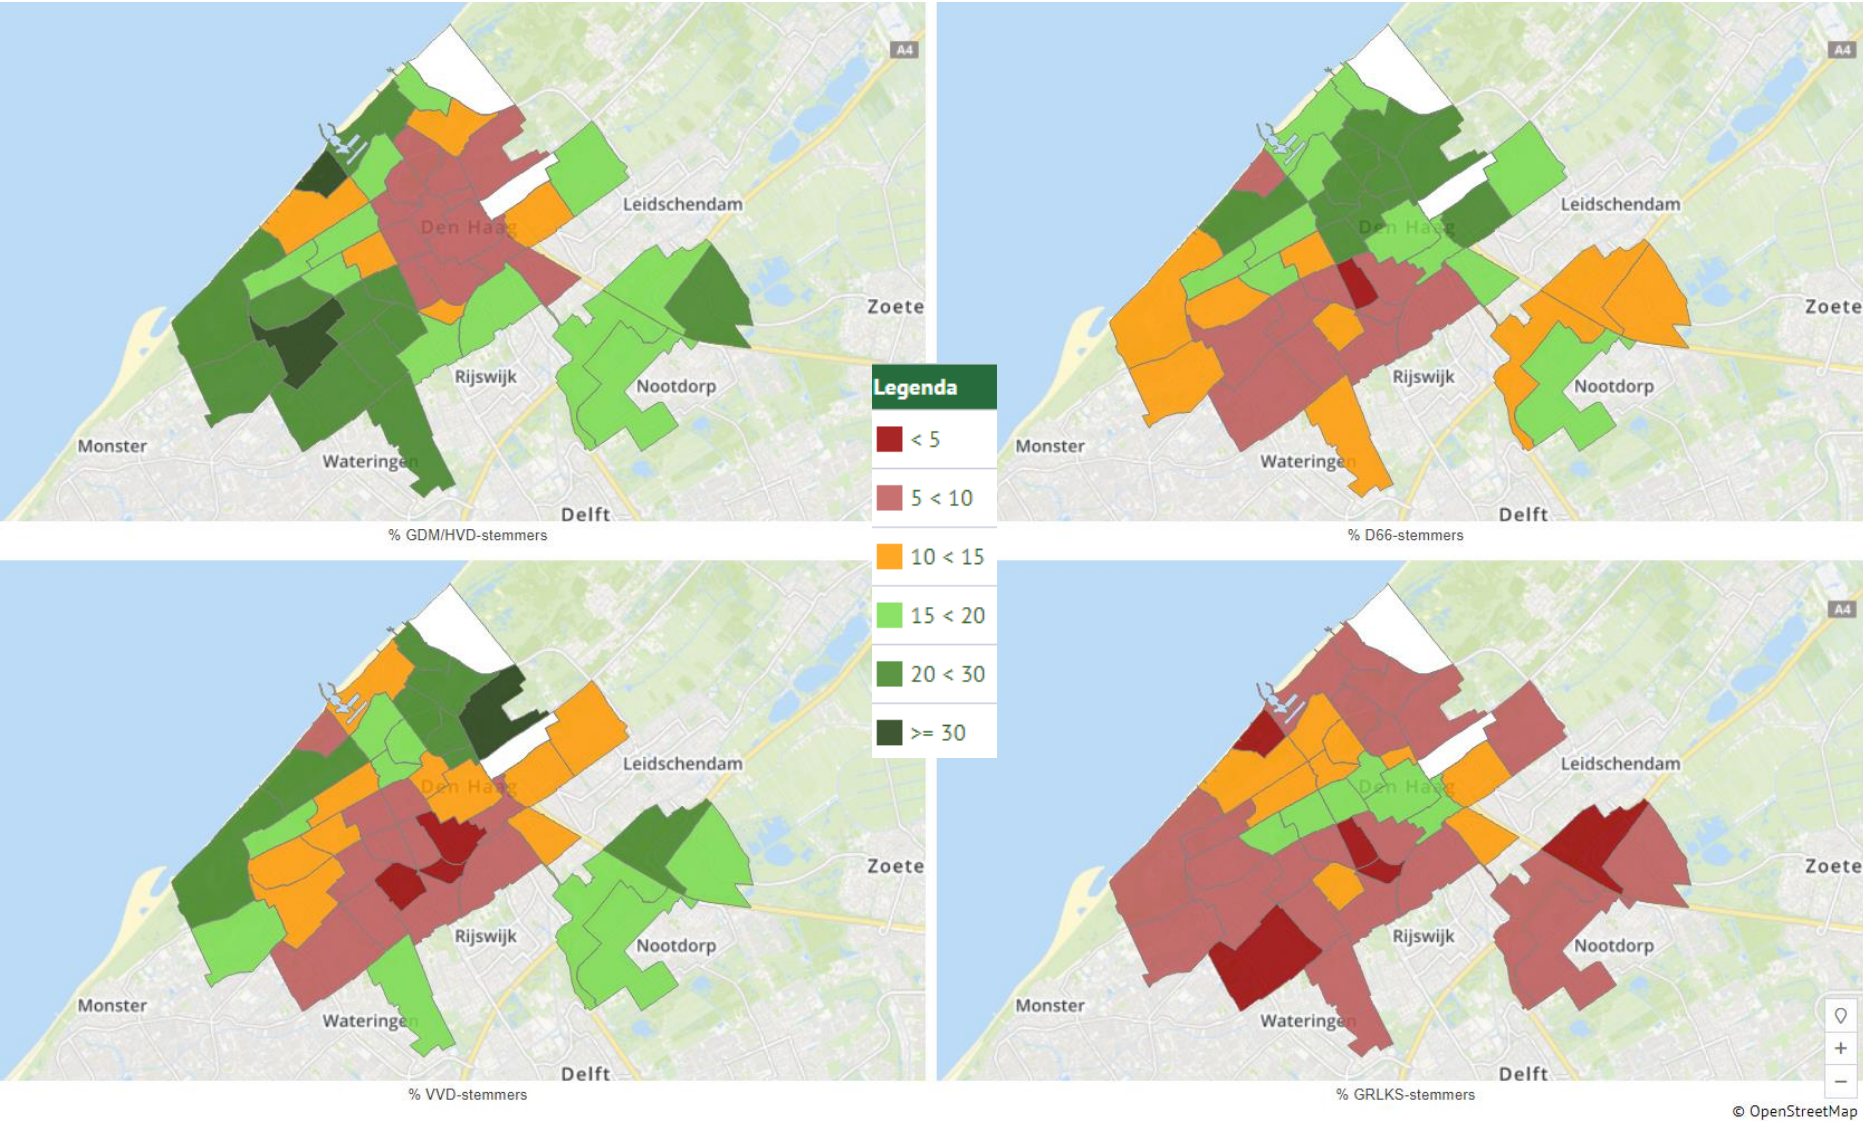 A4
Leidschendam
Den Haag
Zoete
Rijswijk
Nootdorp
Monster
Wateringen
Delft
% GDM/HVD-stemmers
A4
Leidschendam
Den Haag
Zoete
Rijswijk
Nootdorp
Monster
Wateringen
Delft
% D66-stemmers
Legenda
< 5
5 < 10
10 < 15
15 < 20
20 < 30
>= 30
Leidschendam
Den Haag
Zoete
Rijswijk
Nootdorp
Monster
Wateringen
Delft
% VVD-stemmers
A4
Leidschendam
Den Haag
Zoete
Rijswijk
Nootdorp
Monster
Wateringen
Delft
% GRLKS-stemmers
+
−
© OpenStreetMap